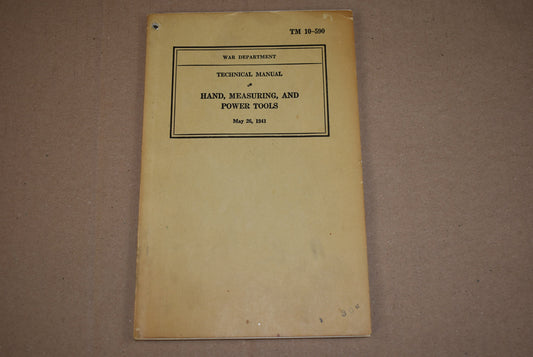 TM 10-590
WAR DEPARTMENT
TECHNICAL MANUAL
HAND, MEASURING, AND
POWER TOOLS
May 26, 1941